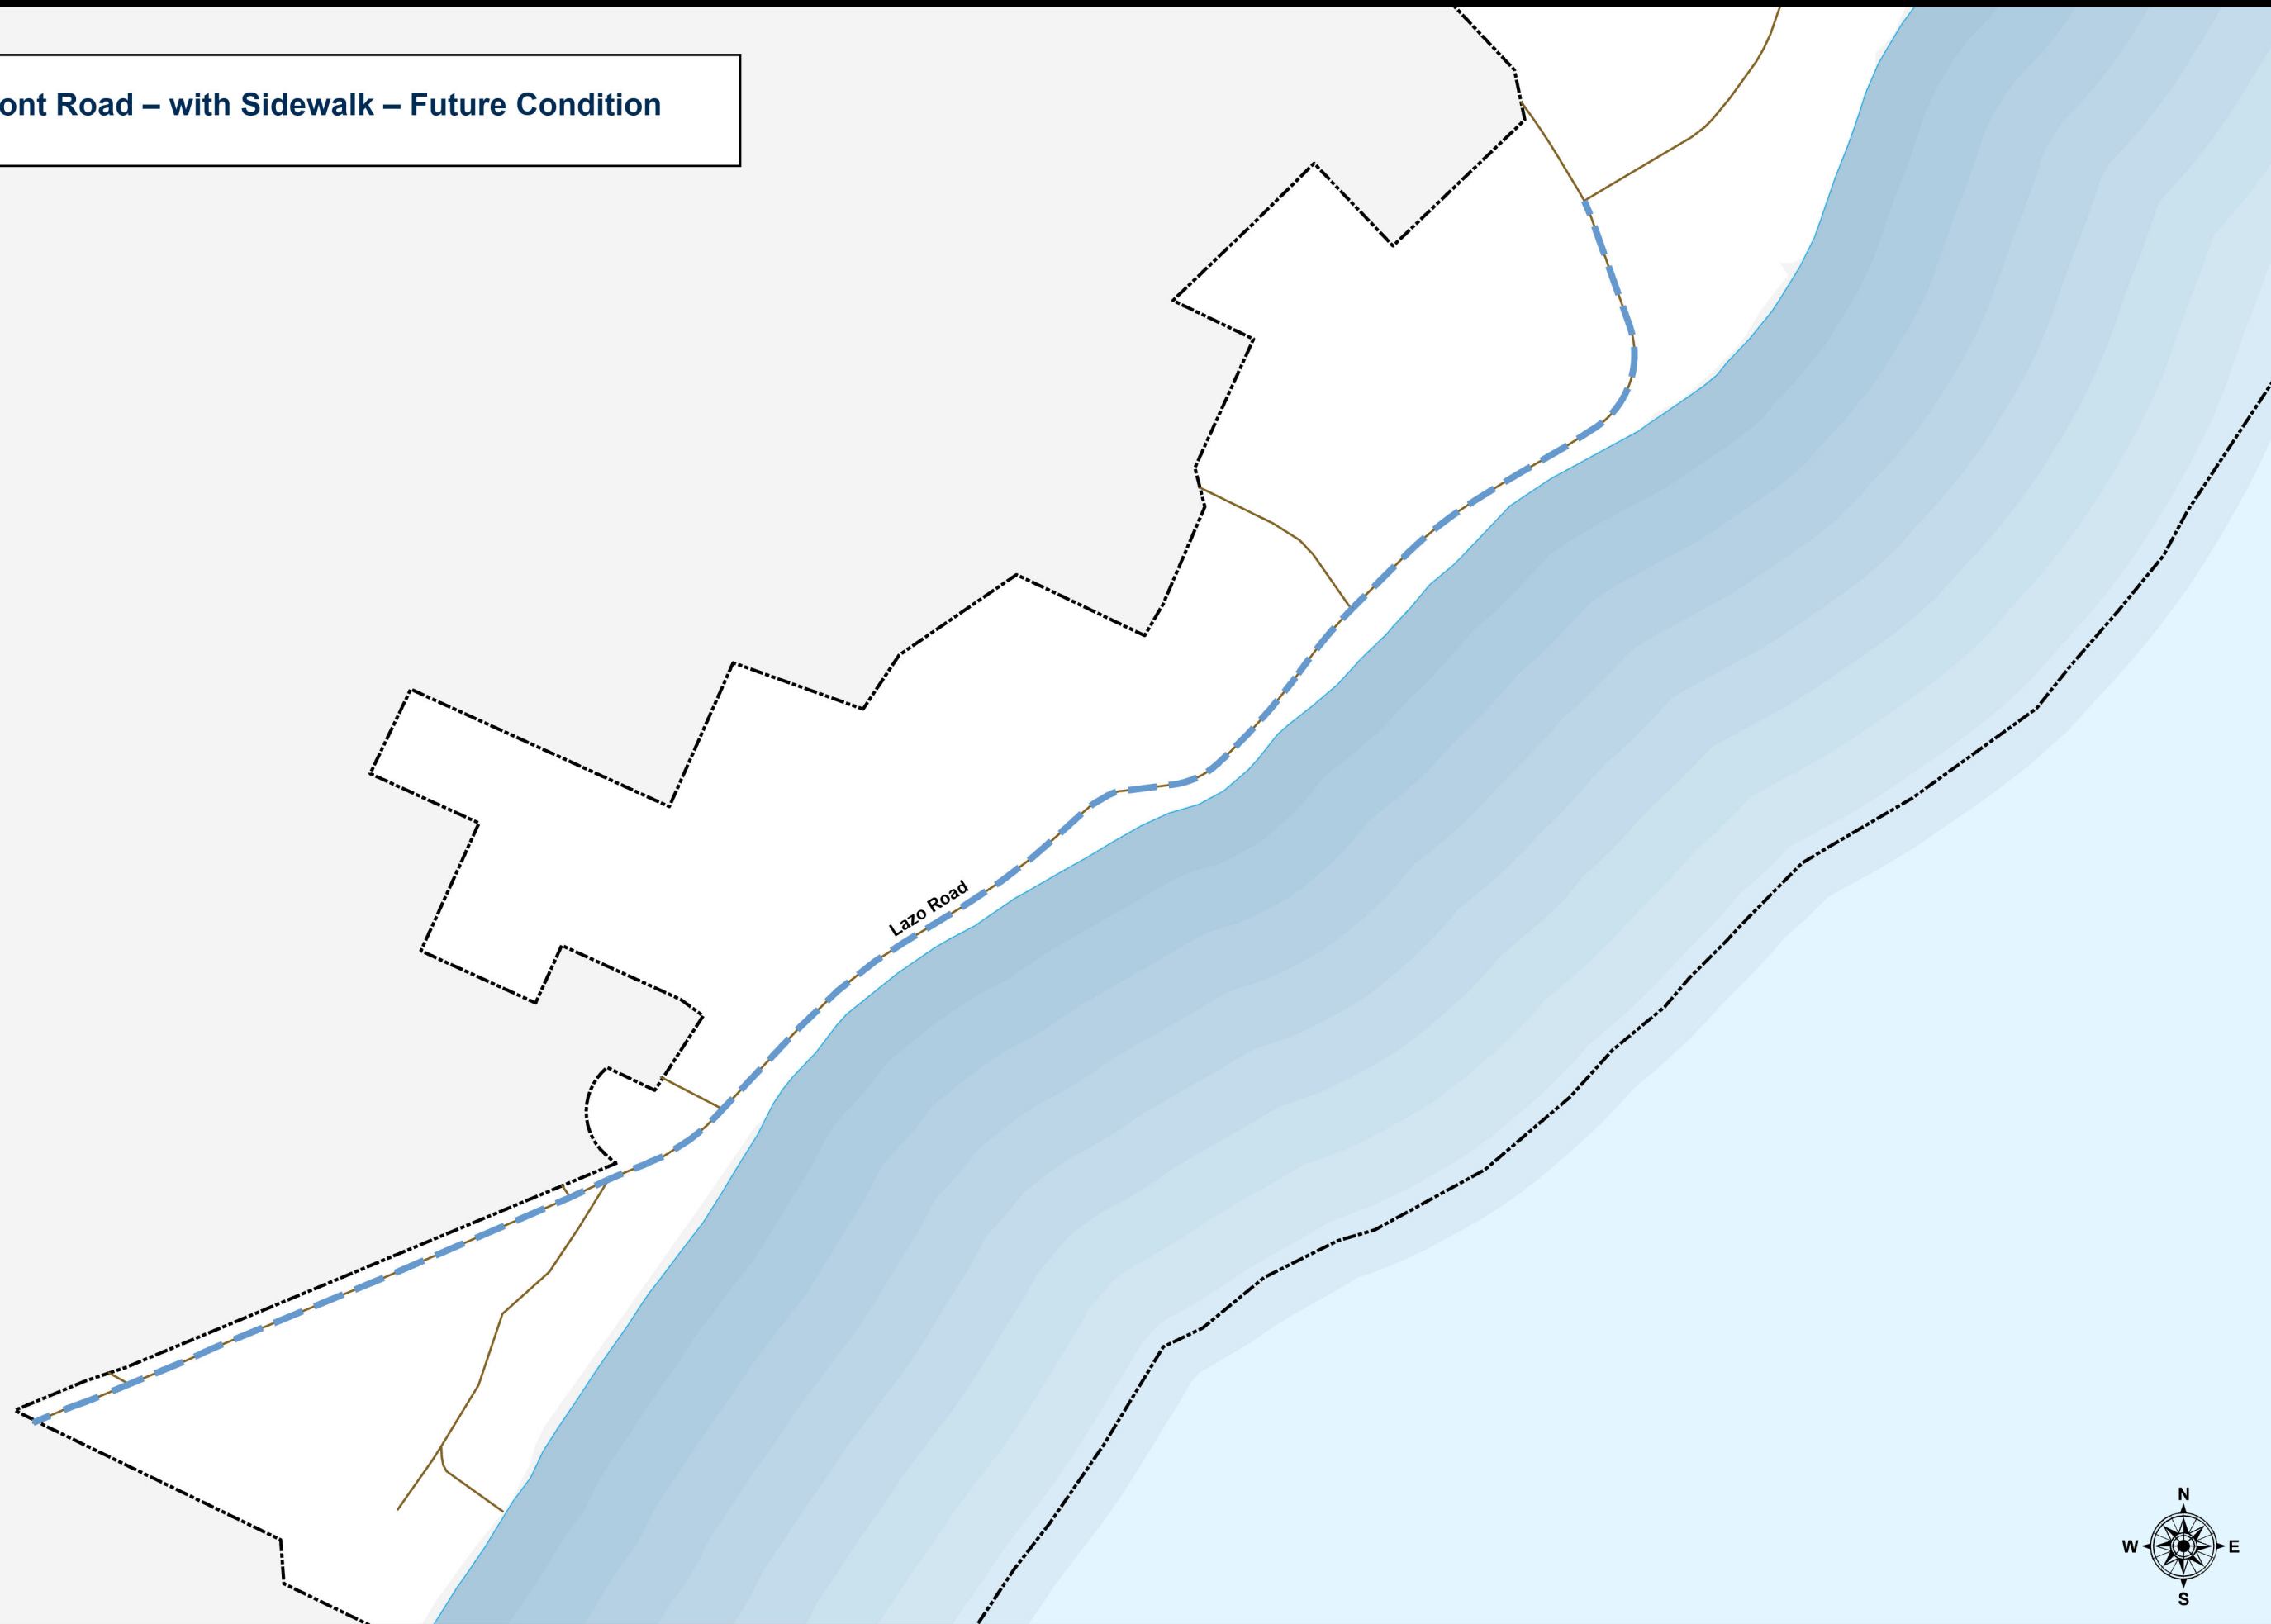 ont Road – with Sidewalk – Future Condition
Lazo Road
N
W E
S